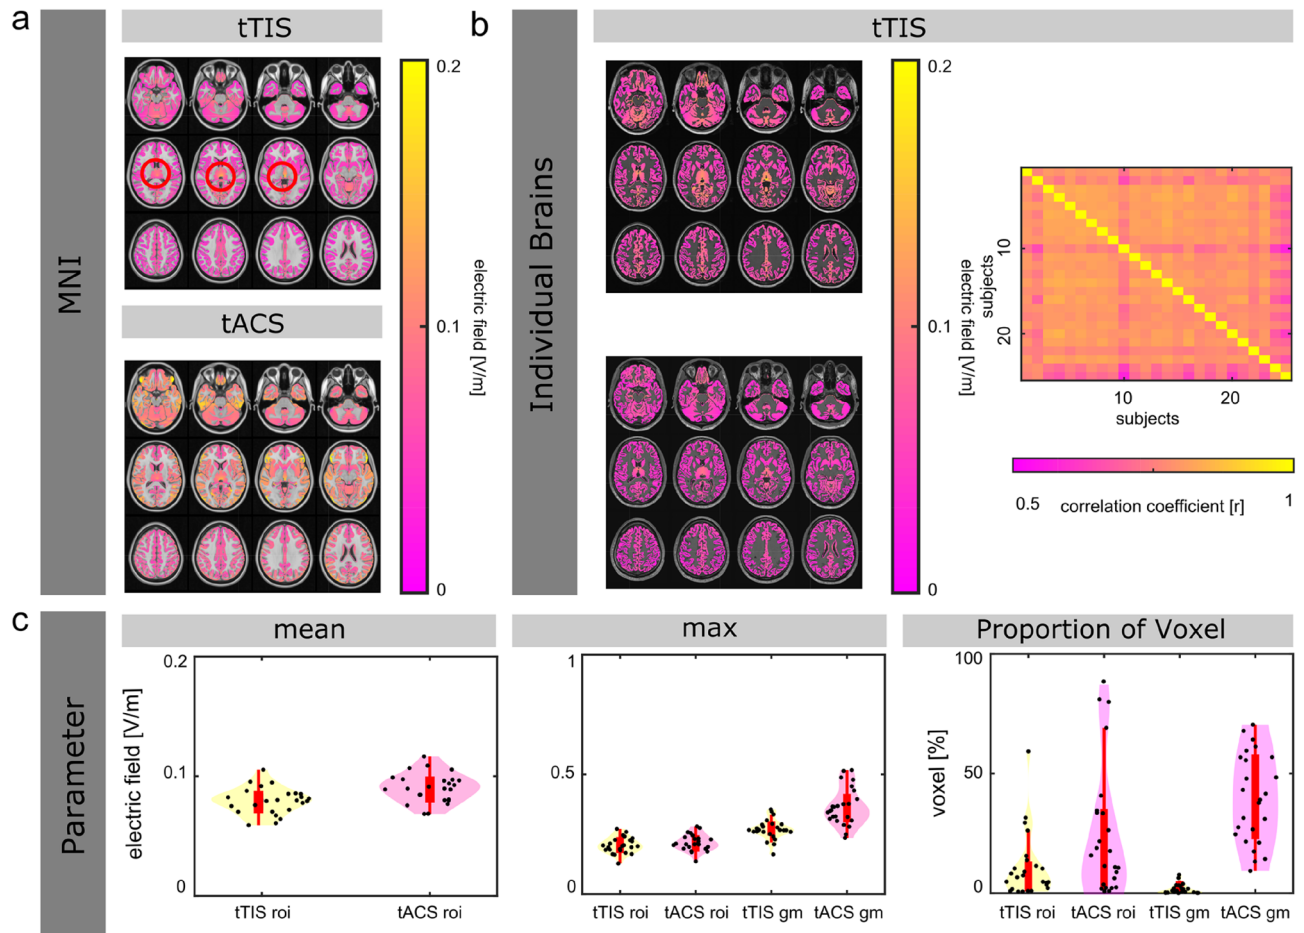 a
MNI
tTIS
0.2
0.1
0
electric field [V/m]
tACS
b
Individual Brains
tTIS
0.2
0.1
0
electric field [V/m]
subjects
10
20
10
20
subjects
0.5
1
correlation coefficient [r]
c
Parameter
mean
electric field [V/m]
0.2
0.1
0
tTIS roi
tACS roi
max
1
0.5
0
tTIS roi
tACS roi
tTIS gm
tACS gm
Proportion of Voxel
voxel [%]
100
50
0
tTIS roi
tACS roi
tTIS gm
tACS gm